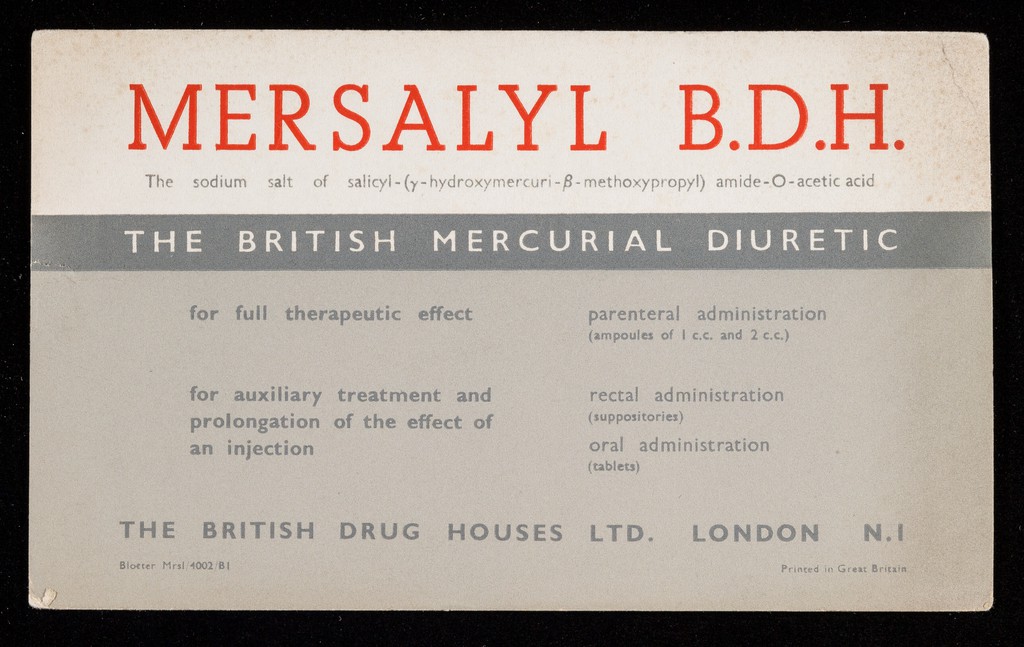 MERSALYL B.D.H.
The sodium salt of salicyl-(γ-hydroxymercuri-β-methoxypropyl) amide-O-acetic acid
THE BRITISH MERCURIAL DIURETIC
for full therapeutic effect
parenteral administration
(ampoules of 1 c.c. and 2 c.c.)
for auxiliary treatment and
prolongation of the effect of
an injection
rectal administration
(suppositories)
oral administration
(tablets)
THE BRITISH DRUG HOUSES LTD. LONDON N.1
Blotter Mrsl/4002/B1
Printed in Great Britain